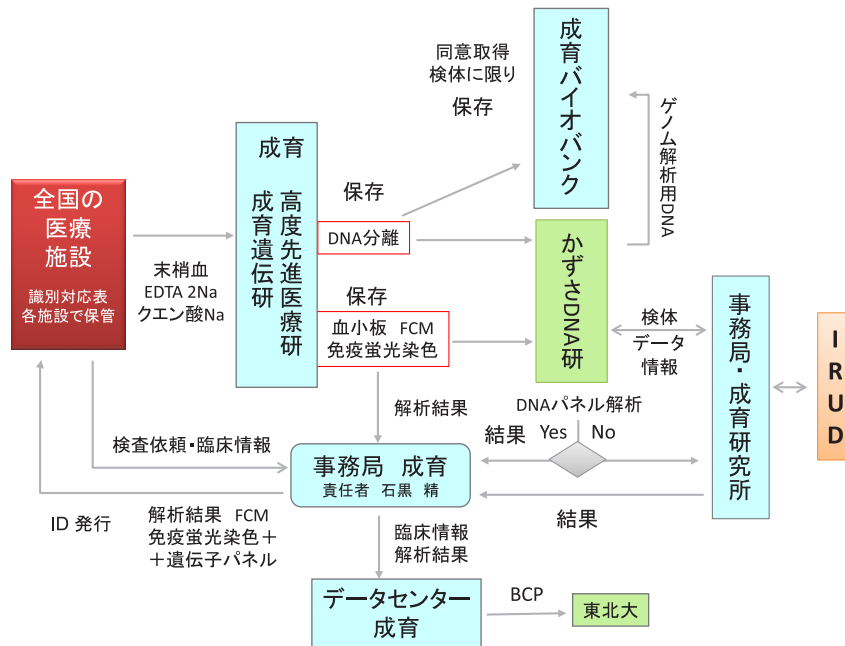 同意取得
検体に限り
保存
成育バイオバンク
ゲノム解析用DNA
全国の
医療
施設
識別対応表
各施設で保管
末梢血
EDTA 2Na
クエン酸Na
成育
高度先進医療研
成育遺伝研
保存
DNA分離
保存
血小板 FCM
免疫蛍光染色
かずさDNA研
検体
データ
情報
事務局・成育研究所
IRUD
解析結果
DNAパネル解析
結果
Yes
No
検査依頼・臨床情報
事務局 成育
責任者 石黒 精
結果
ID 発行
解析結果 FCM
免疫蛍光染色＋
＋遺伝子パネル
臨床情報
解析結果
データセンター
成育
BCP
東北大